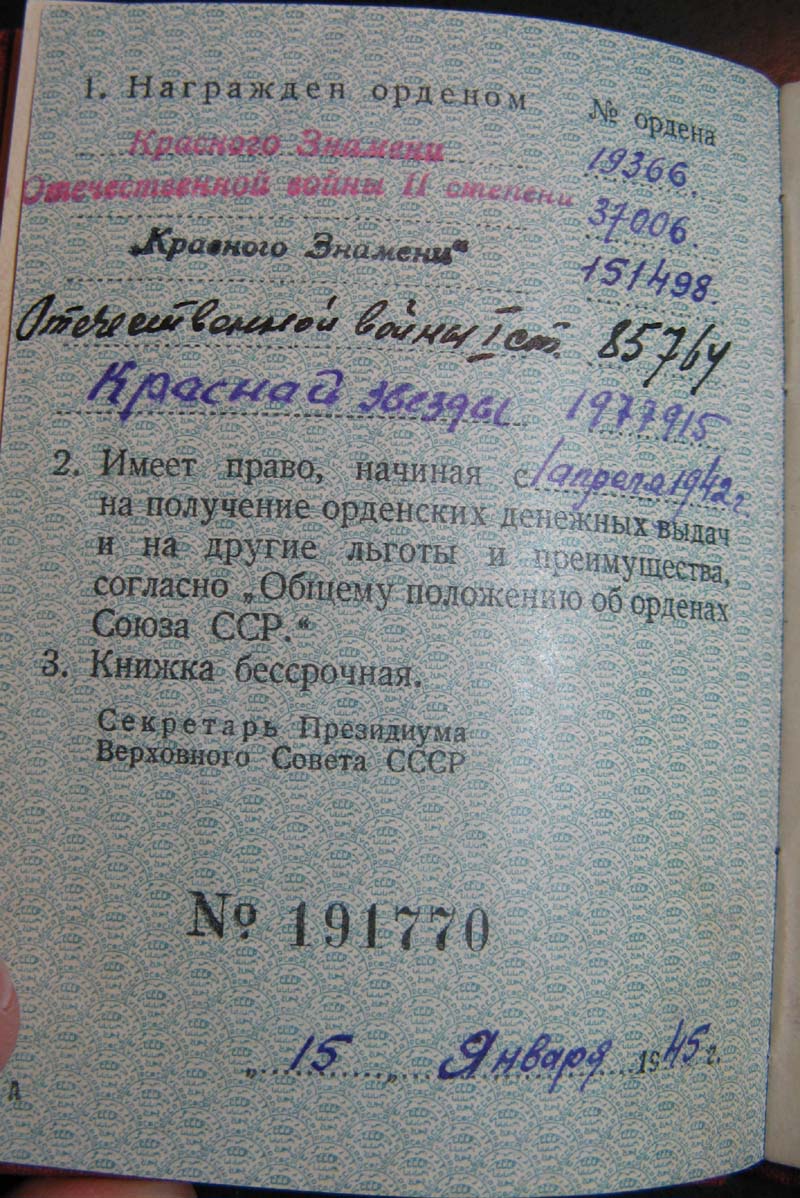 1. Награжден орденом № ордена
Красного Знамени 19366.
Отечественной войны II степени 37006.
„Красного Знамени“ 151498.
Отечественной войны I ст. 85764
Краснай звезды 1977915
2. Имеет право, начиная с 1 апреля 1942 г.
на получение орденских денежных выдач
и на другие льготы и преимущества,
согласно „Общему положению об орденах
Союза ССР.“
3. Книжка бессрочная.
Секретарь Президиума
Верховного Совета СССР
№ 191770
„ 15 „ Января 1945 г.
А